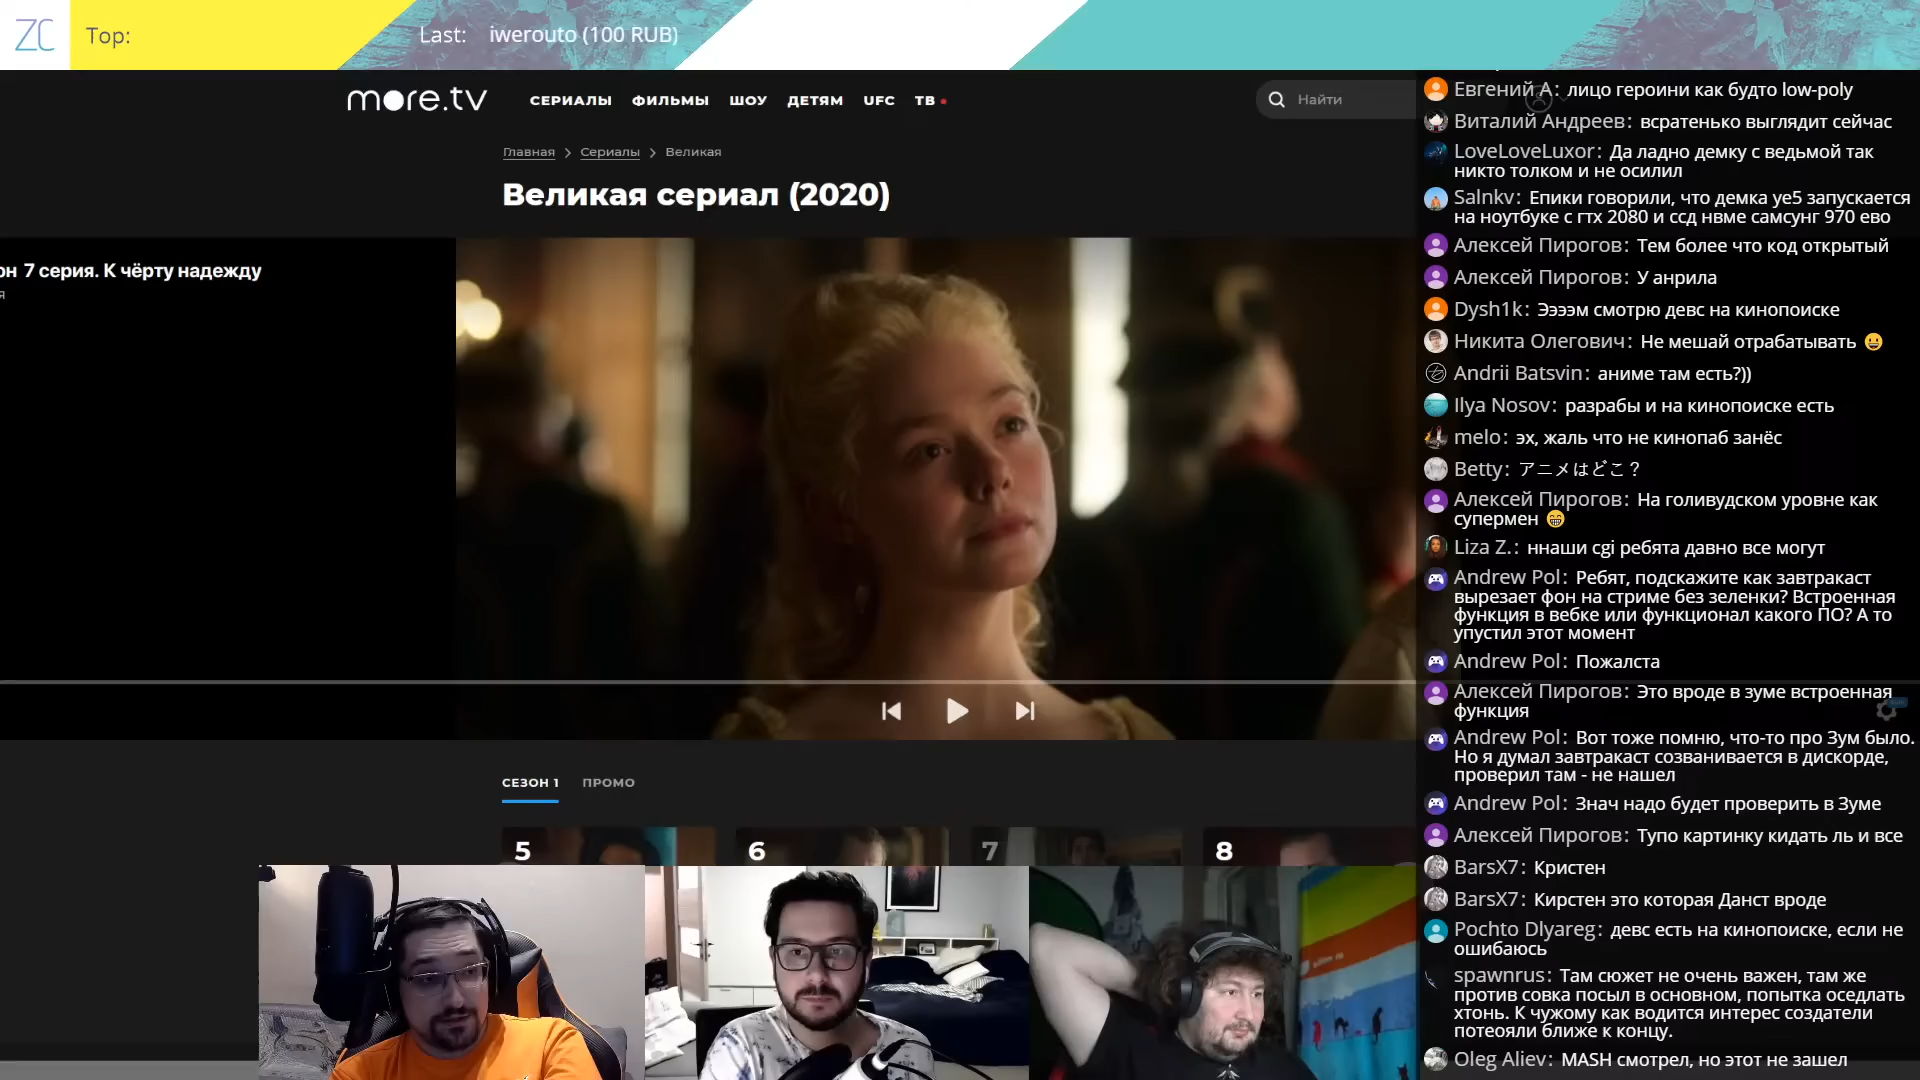 ZC
Top:
Last: iwerouto (100 RUB)
more.tv
СЕРИАЛЫ ФИЛЬМЫ ШОУ ДЕТЯМ UFC ТВ
Найти
Главная > Сериалы > Великая
Великая сериал (2020)
он 7 серия. К чёрту надежду
я
СЕЗОН 1 ПРОМО
5 6 7 8
Евгений А: лицо героини как будто low-poly
Виталий Андреев: всратенько выглядит сейчас
LoveLoveLuxor: Да ладно демку с ведьмой так
никто толком и не осилил
Salnkv: Епики говорили, что демка уе5 запускается
на ноутбуке с гтх 2080 и ссд нвме самсунг 970 ево
Алексей Пирогов: Тем более что код открытый
Алексей Пирогов: У анрила
Dysh1k: Эээээм смотрю девс на кинопоиске
Никита Олегович: Не мешай отрабатывать 😀
Andrii Batsvin: аниме там есть?))
Ilya Nosov: разрабы и на кинопоиске есть
melo: эх, жаль что не кинопаб занёс
Betty: アニメはどこ？
Алексей Пирогов: На голивудском уровне как
супермен 😁
Liza Z.: ннаши cgi ребята давно все могут
Andrew Pol: Ребят, подскажите как завтракаст
вырезает фон на стриме без зеленки? Встроенная
функция в вебке или функционал какого ПО? А то
упустил этот момент
Andrew Pol: Пожалста
Алексей Пирогов: Это вроде в зуме встроенная
функция
Andrew Pol: Вот тоже помню, что-то про Зум было.
Но я думал завтракаст созванивается в дискорде,
проверил там - не нашел
Andrew Pol: Знач надо будет проверить в Зуме
Алексей Пирогов: Тупо картинку кидать ль и все
BarsX7: Кристен
BarsX7: Кирстен это которая Данст вроде
Pochto Dlyareg: девс есть на кинопоиске, если не
ошибаюсь
spawnrus: Там сюжет не очень важен, там же
против совка посыл в основном, попытка оседлать
хтонь. К чужому как водится интерес создатели
потеояли ближе к концу.
Oleg Aliev: MASH смотрел, но этот не зашел